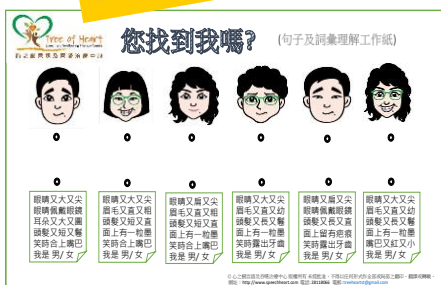 Tree of Heart
您找到我嗎?
(句子及詞彙理解工作紙)
眼睛又大又尖
眼睛佩戴眼鏡
耳朵又大又圓
頭髮又短又鬈
笑時合上嘴巴
我是 男/ 女
眼睛又大又尖
眉毛又直又粗
頭髮又短又直
面上有一粒墨
笑時合上嘴巴
我是 男/ 女
眼睛又扁又尖
眉毛又直又粗
頭髮又短又直
面上有一粒墨
笑時合上嘴巴
我是 男/ 女
眼睛又大又尖
眉毛又直又幼
頭髮又長又鬈
面上有一粒墨
笑時露出牙齒
我是 男/ 女
眼睛又扁又尖
眉毛又直又幼
頭髮又長又直
面上留有疤痕
笑時露出牙齒
我是 男/ 女
眼睛又大又尖
眉毛又直又幼
頭髮又長又鬈
面上有一粒墨
嘴巴又紅又小
我是 男/ 女